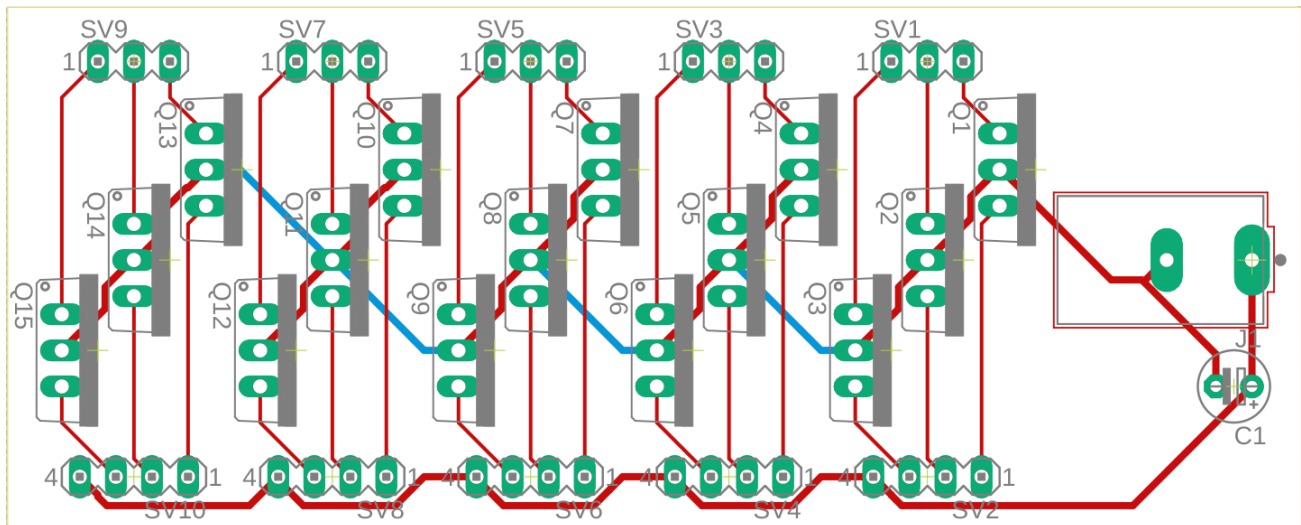 SV9 SV7 SV5 SV3 SV1
1 1 1 1 1
Q13 Q10 Q7 Q4 Q1
Q14 Q11 Q8 Q5 Q2
Q15 Q12 Q9 Q6 Q3
J1
+
C1
4 1 4 1 4 1 4 1 4 1
SV10 SV8 SV6 SV4 SV2